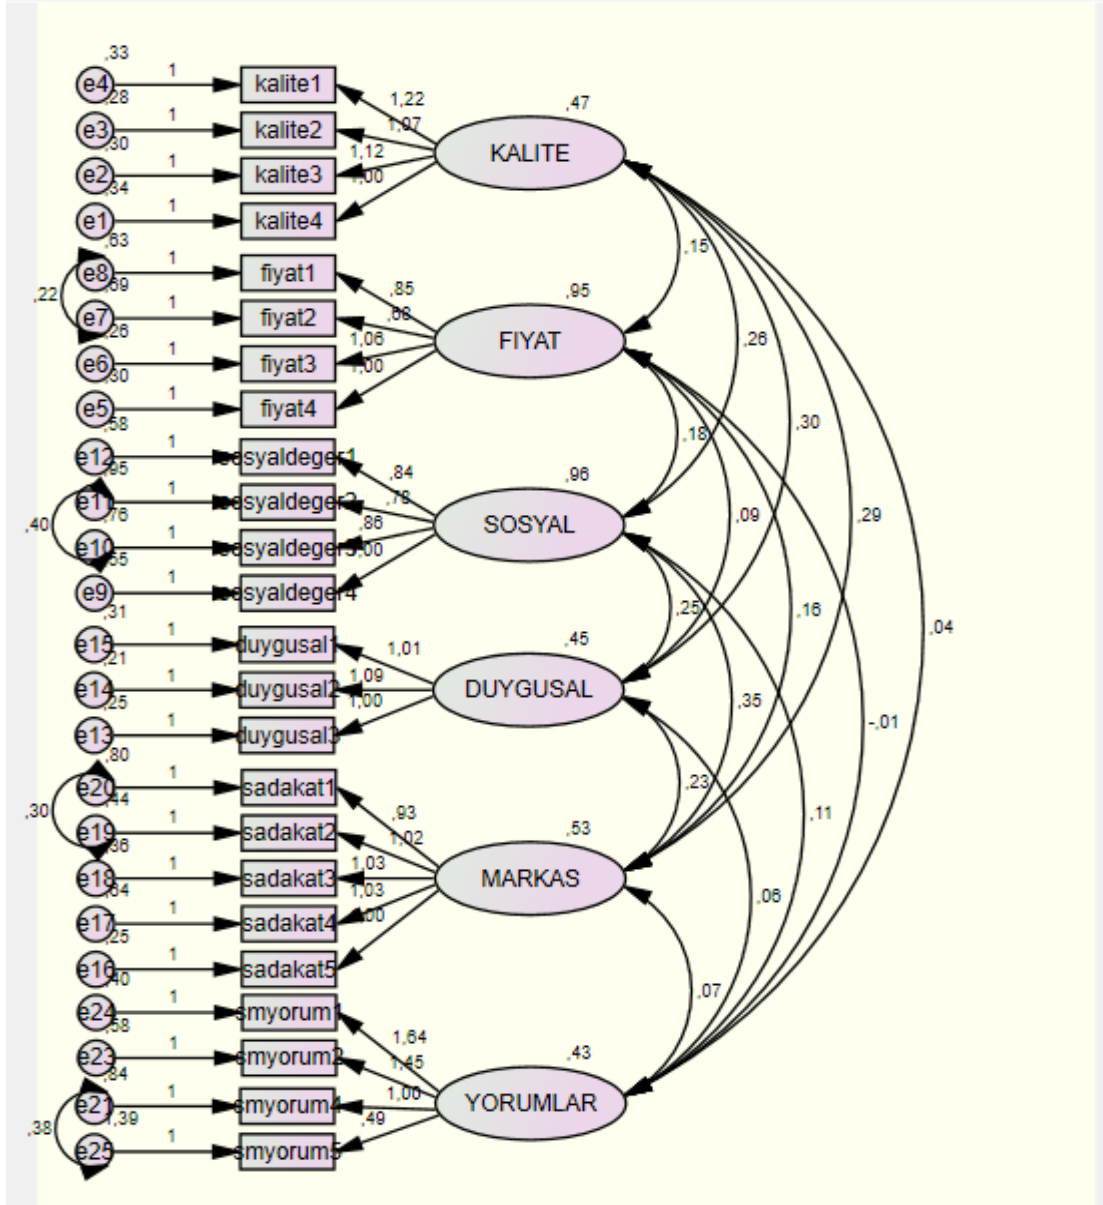 ,33
e4 1 kalite1 1,22 ,47
,28
e3 1 kalite2 1,07 KALITE
,30
e2 1 kalite3 1,12
,34
e1 1 kalite4 1,00
,63
e8 1 fiyat1 ,85 ,95
,69
e7 1 fiyat2 ,68 FIYAT
,26
e6 1 fiyat3 1,06
,30
e5 1 fiyat4 1,00
,22
,58
e12 1 sosyaldeger1 ,84 ,96
,95
e11 1 ,78 SOSYAL
,76
e10 1 ,86
,55
e9 1 sosyaldeger4
,40
,31
e15 1 duygusal1 1,01 ,45
,21
e14 1 duygusal2 1,09 DUYGUSAL
,25
e13 1 duygusal3 1,00
,80
e20 1 sadakat1 ,93 ,53
,44
e19 1 sadakat2 1,02 MARKAS
,36
e18 1 sadakat3 1,03
,64
e17 1 sadakat4 1,03
,25
e16 1 sadakat5
,30
,40
e24 1 smyorum1 1,64 ,43
,58
e23 1 smyorum2 1,45 YORUMLAR
,84
e21 1 smyorum4 1,00
1,39
e25 1 smyorum5 ,49
,38
,15
,26
,30
,29
,04
,18
,09
,16
-,01
,25
,35
,11
,23
,06
,07